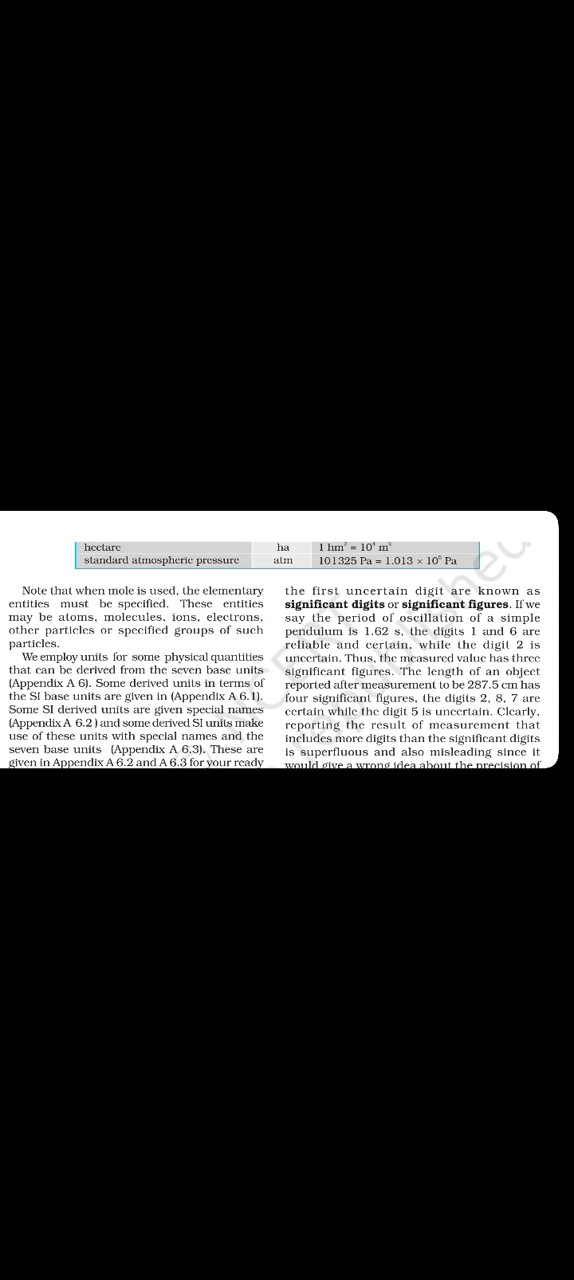 hectare ha 1 hm² = 10⁴ m²
standard atmospheric pressure atm 101325 Pa = 1.013 × 10⁵ Pa
Note that when mole is used, the elementary
entities must be specified. These entities
may be atoms, molecules, ions, electrons,
other particles or specified groups of such
particles.
We employ units for some physical quantities
that can be derived from the seven base units
(Appendix A 6). Some derived units in terms of
the SI base units are given in (Appendix A 6.1).
Some SI derived units are given special names
(Appendix A 6.2 ) and some derived SI units make
use of these units with special names and the
seven base units (Appendix A 6.3). These are
given in Appendix A 6.2 and A 6.3 for your ready
the first uncertain digit are known as
significant digits or significant figures. If we
say the period of oscillation of a simple
pendulum is 1.62 s, the digits 1 and 6 are
reliable and certain, while the digit 2 is
uncertain. Thus, the measured value has three
significant figures. The length of an object
reported after measurement to be 287.5 cm has
four significant figures, the digits 2, 8, 7 are
certain while the digit 5 is uncertain. Clearly,
reporting the result of measurement that
includes more digits than the significant digits
is superfluous and also misleading since it
would give a wrong idea about the precision of